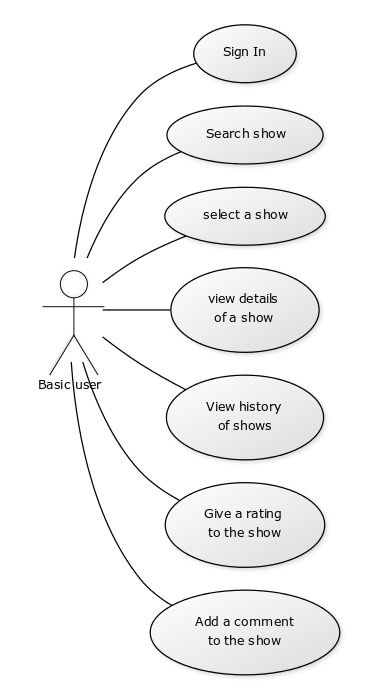 Sign In
Search show
select a show
view details
of a show
Basic user
View history
of shows
Give a rating
to the show
Add a comment
to the show